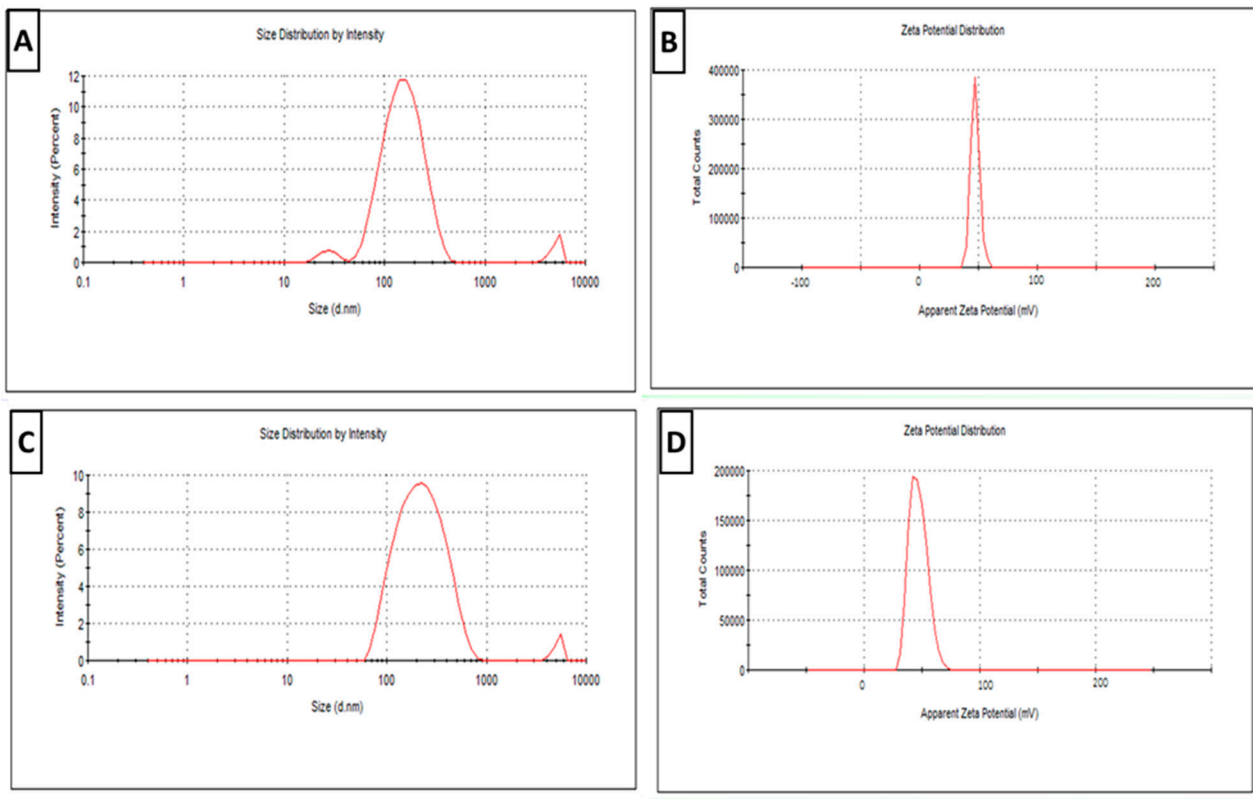 A
Size Distribution by Intensity
Intensity (Percent)
12
10
8
6
4
2
0
0.1 1 10 100 1000 10000
Size (d.nm)
B
Zeta Potential Distribution
Total Counts
400000
300000
200000
100000
0
-100 0 100 200
Apparent Zeta Potential (mV)
C
Size Distribution by Intensity
Intensity (Percent)
10
8
6
4
2
0
0.1 1 10 100 1000 10000
Size (d.nm)
D
Zeta Potential Distribution
Total Counts
200000
150000
100000
50000
0
0 100 200
Apparent Zeta Potential (mV)